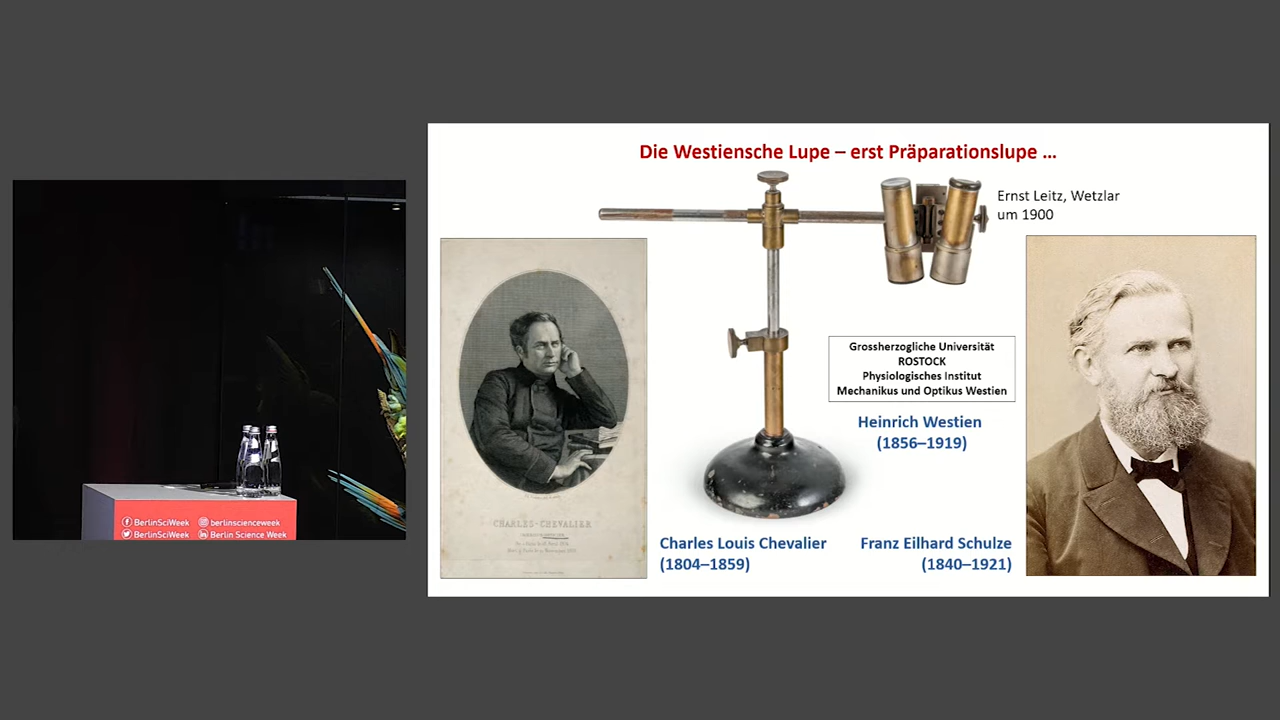 Die Westiensche Lupe – erst Präparationslupe ...
Ernst Leitz, Wetzlar
um 1900
Grossherzogliche Universität
ROSTOCK
Physiologisches Institut
Mechanikus und Optikus Westien
Heinrich Westien
(1856–1919)
CHARLES-CHEVALIER
Charles Louis Chevalier
(1804–1859)
Franz Eilhard Schulze
(1840–1921)
BerlinSciWeek
berlinscienceweek
BerlinSciWeek
Berlin Science Week